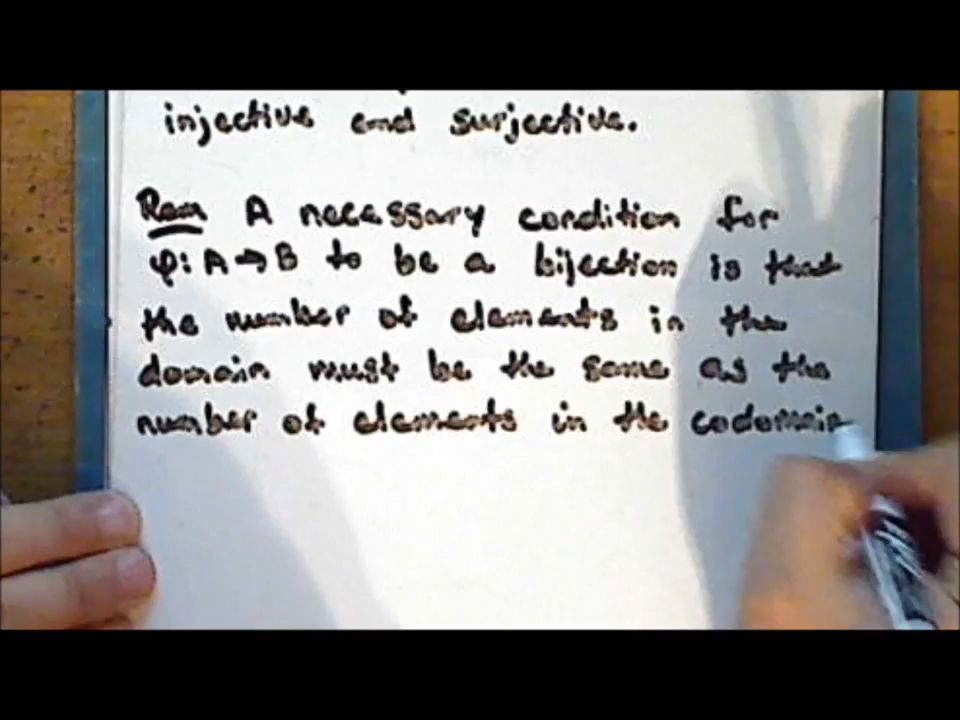 injective and surjective.
Rem A necessary condition for
φ: A → B to be a bijection is that
the number of elements in the
domain must be the same as the
number of elements in the codomain